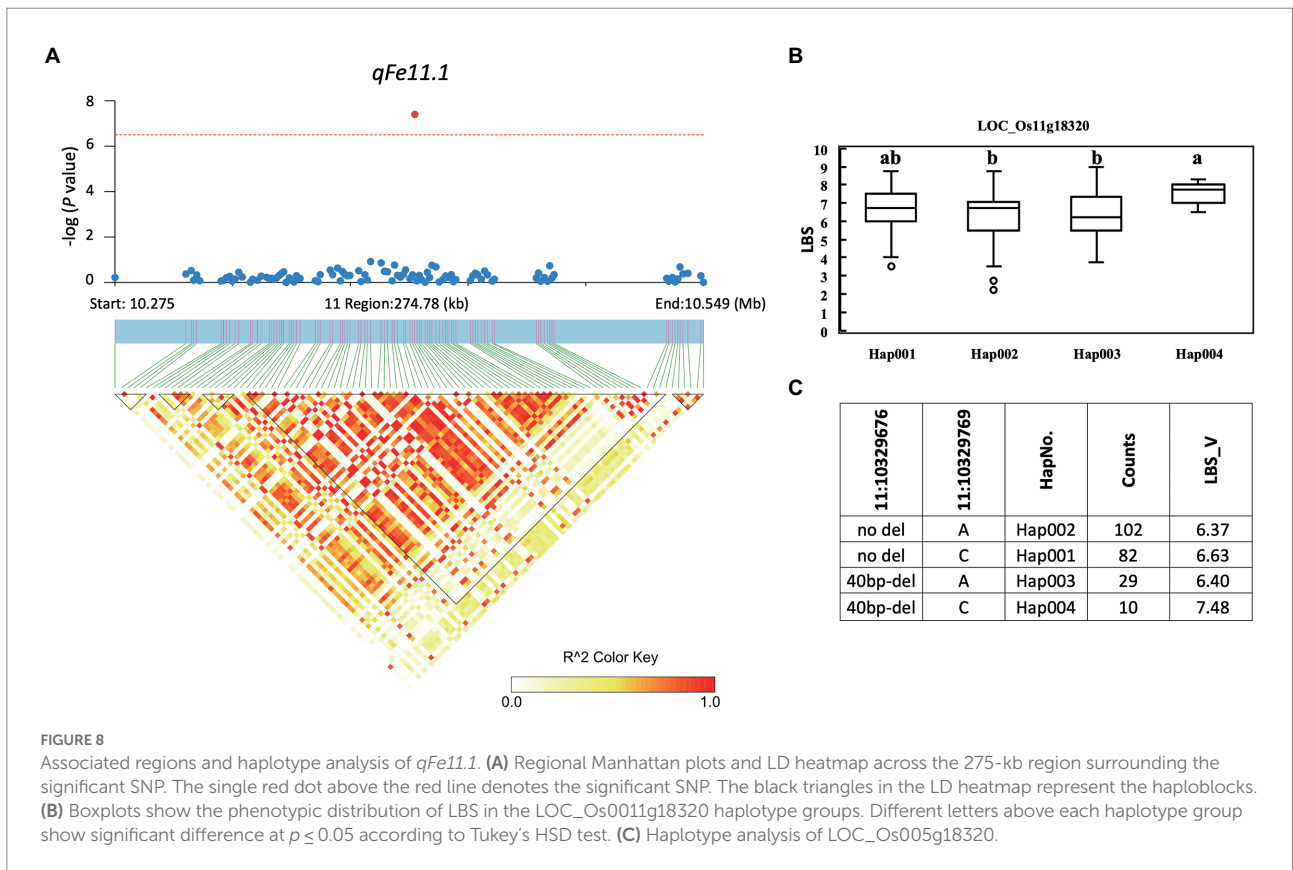 A
qFe11.1
8
6
4
2
0
-log (P value)
Start: 10.275
11 Region:274.78 (kb)
End:10.549 (Mb)
R^2 Color Key
0.0
1.0
B
LOC_Os11g18320
10
9
8
7
6
5
4
3
2
1
0
LBS
ab
b
b
a
Hap001
Hap002
Hap003
Hap004
C
11:10329676 11:10329769 HapNo. Counts LBS_V
no del A Hap002 102 6.37
no del C Hap001 82 6.63
40bp-del A Hap003 29 6.40
40bp-del C Hap004 10 7.48
FIGURE 8
Associated regions and haplotype analysis of qFe11.1. (A) Regional Manhattan plots and LD heatmap across the 275-kb region surrounding the
significant SNP. The single red dot above the red line denotes the significant SNP. The black triangles in the LD heatmap represent the haploblocks.
(B) Boxplots show the phenotypic distribution of LBS in the LOC_Os0011g18320 haplotype groups. Different letters above each haplotype group
show significant difference at p ≤ 0.05 according to Tukey's HSD test. (C) Haplotype analysis of LOC_Os005g18320.